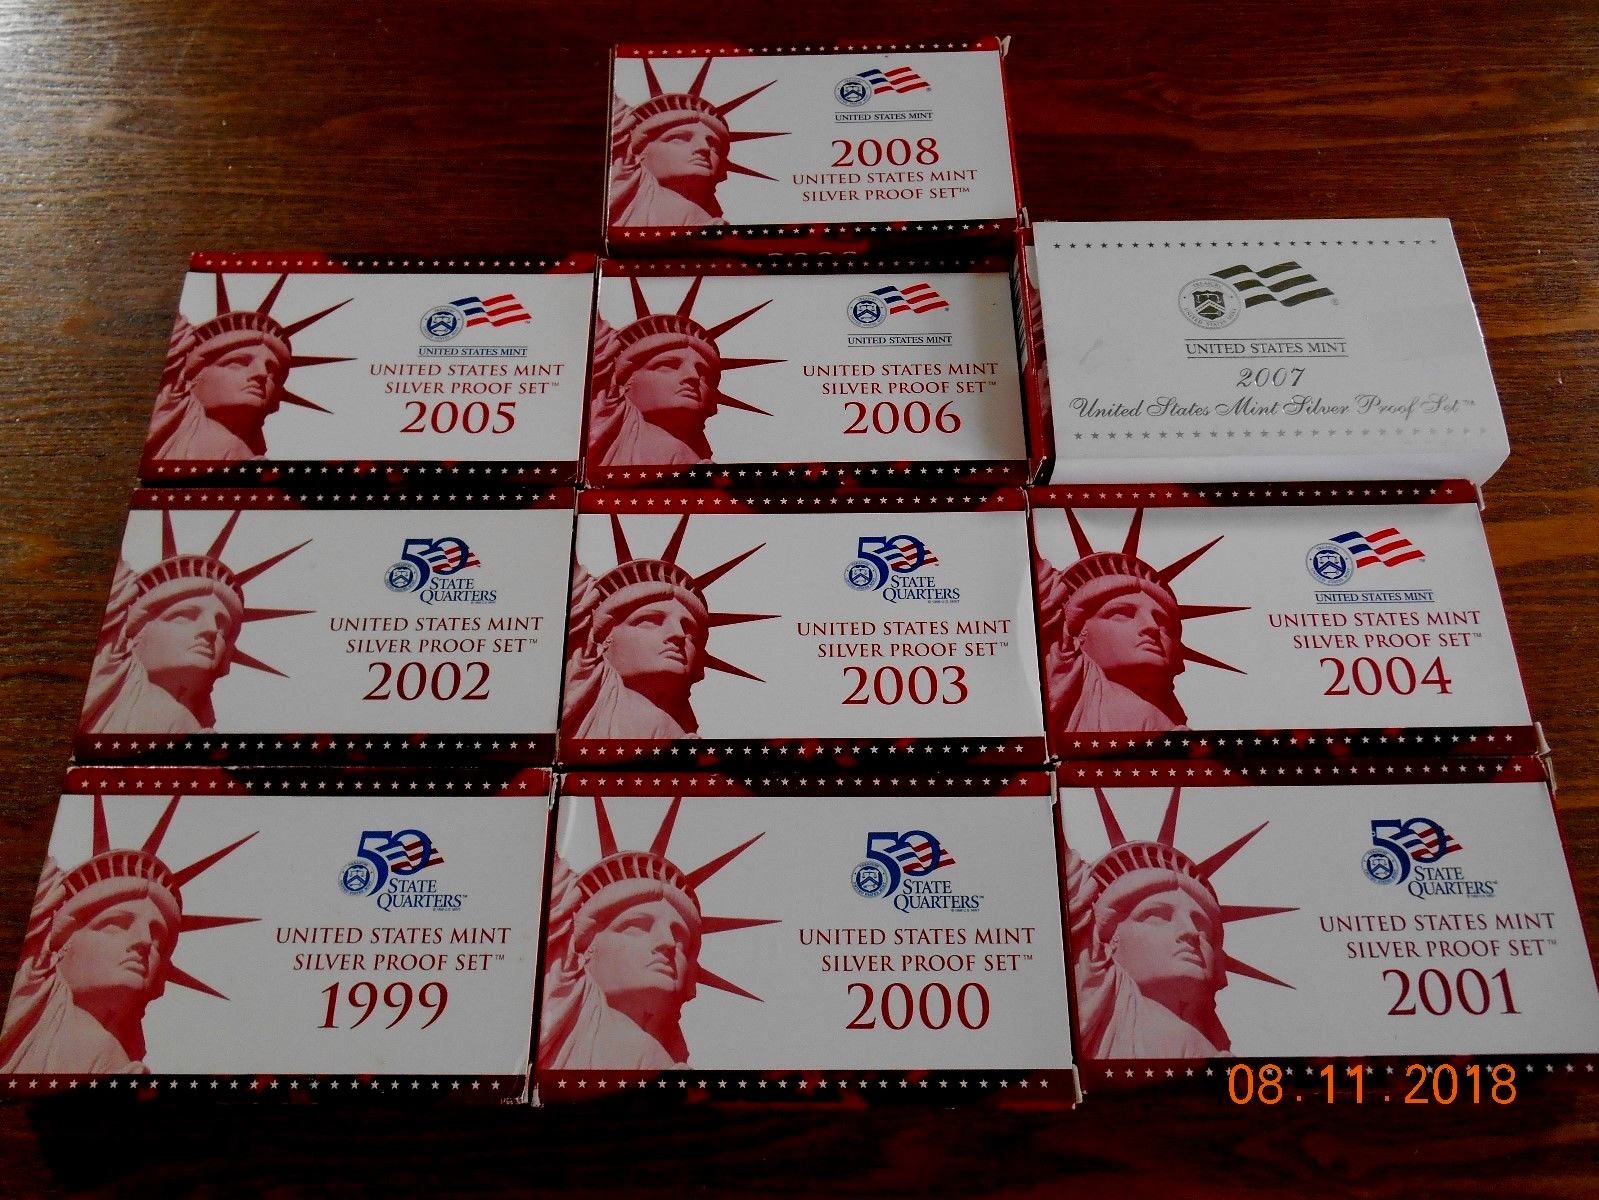 UNITED STATES MINT
2008
UNITED STATES MINT
SILVER PROOF SET™
UNITED STATES MINT
UNITED STATES MINT
SILVER PROOF SET™
2005
UNITED STATES MINT
UNITED STATES MINT
SILVER PROOF SET™
2006
UNITED STATES MINT
2007
United States Mint Silver Proof Set™
50
STATE
QUARTERS
UNITED STATES MINT
SILVER PROOF SET™
2002
50
STATE
QUARTERS
UNITED STATES MINT
SILVER PROOF SET™
2003
UNITED STATES MINT
UNITED STATES MINT
SILVER PROOF SET™
2004
50
STATE
QUARTERS™
UNITED STATES MINT
SILVER PROOF SET™
1999
50
STATE
QUARTERS™
UNITED STATES MINT
SILVER PROOF SET™
2000
50
STATE
QUARTERS™
UNITED STATES MINT
SILVER PROOF SET™
2001
08.11.2018